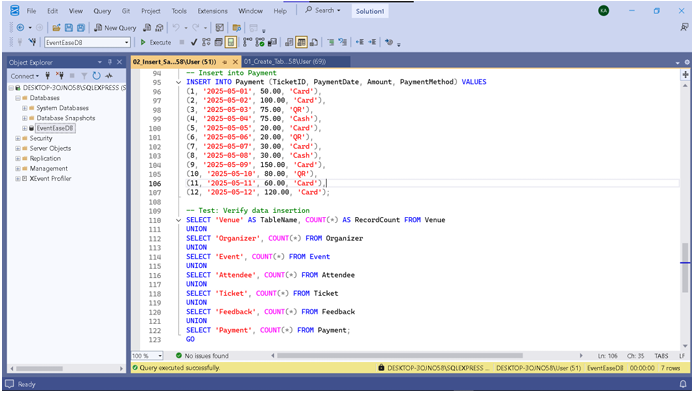 File Edit View Query Git Project Tools Extensions Window Help Search Solution1 KA
New Query
EventEaseDB Execute
Object Explorer
Connect
DESKTOP-3OJNO58\SQLEXPRESS
Databases
System Databases
Database Snapshots
EventEaseDB
Security
Server Objects
Replication
Management
XEvent Profiler
02_Insert_Sa...58\User (51)) 01_Create_Tab...58\User (69))
94 -- Insert into Payment
95 INSERT INTO Payment (TicketID, PaymentDate, Amount, PaymentMethod) VALUES
96 (1, '2025-05-01', 50.00, 'Card'),
97 (2, '2025-05-02', 100.00, 'Card'),
98 (3, '2025-05-03', 75.00, 'QR'),
99 (4, '2025-05-04', 75.00, 'Cash'),
100 (5, '2025-05-05', 20.00, 'Card'),
101 (6, '2025-05-06', 20.00, 'QR'),
102 (7, '2025-05-07', 30.00, 'Card'),
103 (8, '2025-05-08', 30.00, 'Cash'),
104 (9, '2025-05-09', 150.00, 'Card'),
105 (10, '2025-05-10', 80.00, 'QR'),
106 (11, '2025-05-11', 60.00, 'Card'),
107 (12, '2025-05-12', 120.00, 'Card');
108
109 -- Test: Verify data insertion
110 SELECT 'Venue' AS TableName, COUNT(*) AS RecordCount FROM Venue
111 UNION
112 SELECT 'Organizer', COUNT(*) FROM Organizer
113 UNION
114 SELECT 'Event', COUNT(*) FROM Event
115 UNION
116 SELECT 'Attendee', COUNT(*) FROM Attendee
117 UNION
118 SELECT 'Ticket', COUNT(*) FROM Ticket
119 UNION
120 SELECT 'Feedback', COUNT(*) FROM Feedback
121 UNION
122 SELECT 'Payment', COUNT(*) FROM Payment;
123 GO
100 % No issues found Ln: 106 Ch: 35 TABS LF
Query executed successfully. DESKTOP-3OJNO58\SQLEXPRESS ... DESKTOP-3OJNO58\User (51) EventEaseDB 00:00:00 7 rows
Ready